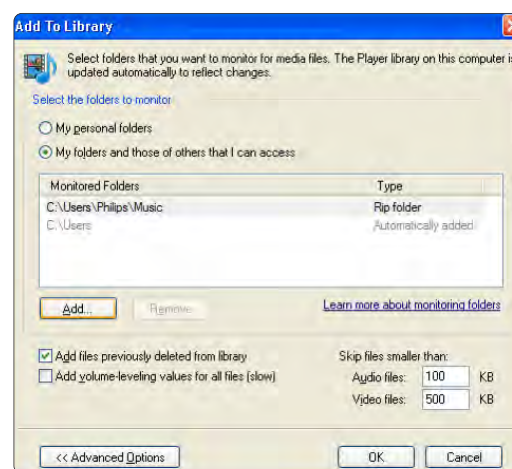 Add To Library
Select folders that you want to monitor for media files. The Player library on this computer is
updated automatically to reflect changes.
Select the folders to monitor
My personal folders
My folders and those of others that I can access
Monitored Folders Type
C:\Users\Philips\Music Rip folder
C:\Users Automatically added
Add... Remove Learn more about monitoring folders
Add files previously deleted from library Skip files smaller than:
Add volume-leveling values for all files (slow) Audio files: 100 KB
Video files: 500 KB
<< Advanced Options OK Cancel